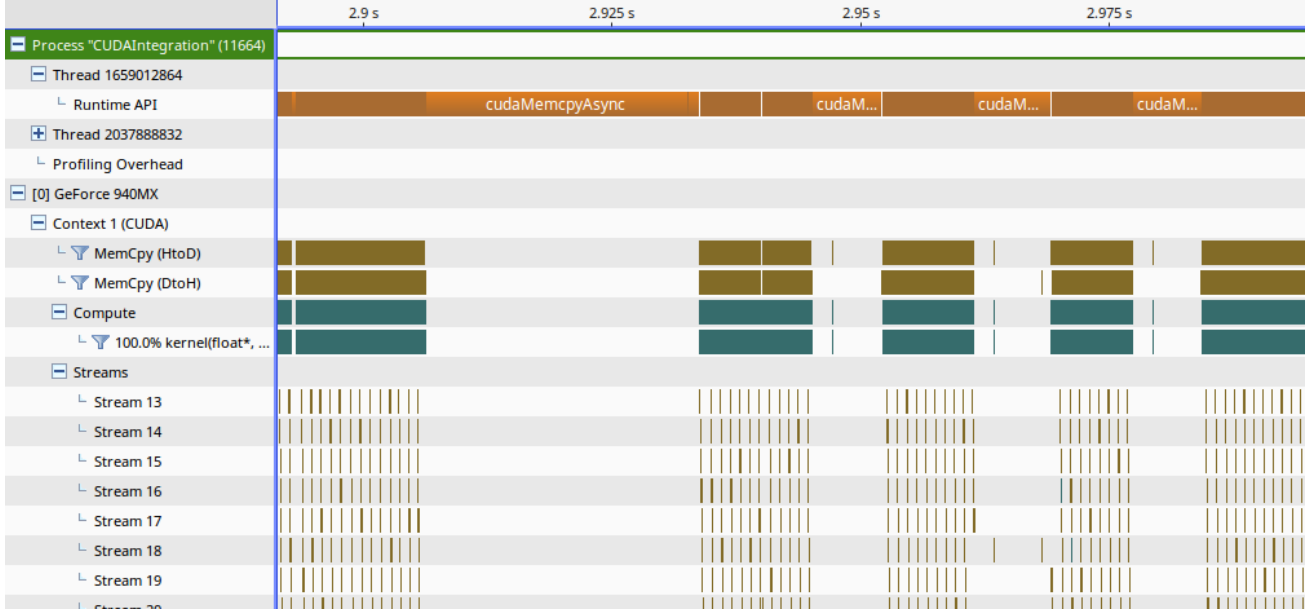 2.9 s 2.925 s 2.95 s 2.975 s
Process "CUDAIntegration" (11664)
Thread 1659012864
Runtime API cudaMemcpyAsync cudaM... cudaM... cudaM...
Thread 2037888832
Profiling Overhead
[0] GeForce 940MX
Context 1 (CUDA)
MemCpy (HtoD)
MemCpy (DtoH)
Compute
100.0% kernel(float*, ...
Streams
Stream 13
Stream 14
Stream 15
Stream 16
Stream 17
Stream 18
Stream 19
Stream 20